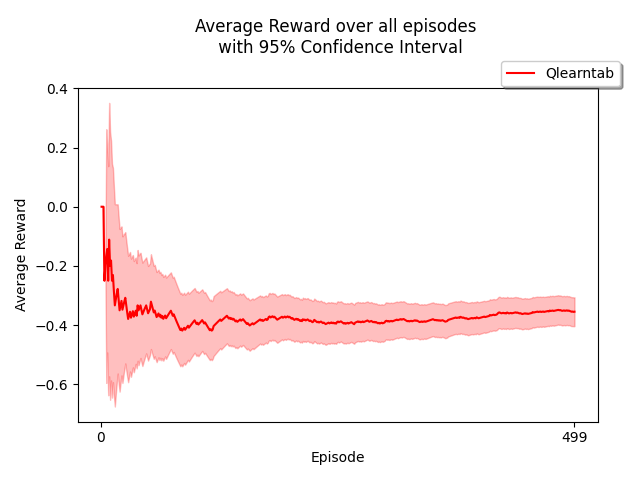 Average Reward over all episodes
with 95% Confidence Interval
Qlearntab
0.4
0.2
0.0
−0.2
−0.4
−0.6
Average Reward
0
499
Episode